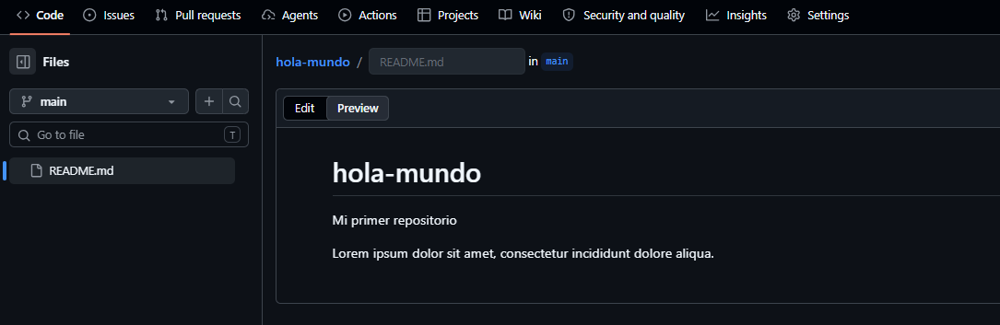 Code Issues Pull requests Agents Actions Projects Wiki Security and quality Insights Settings
Files
main
Go to file T
README.md
hola-mundo / README.md in main
Edit Preview
hola-mundo
Mi primer repositorio
Lorem ipsum dolor sit amet, consectetur incididunt dolore aliqua.